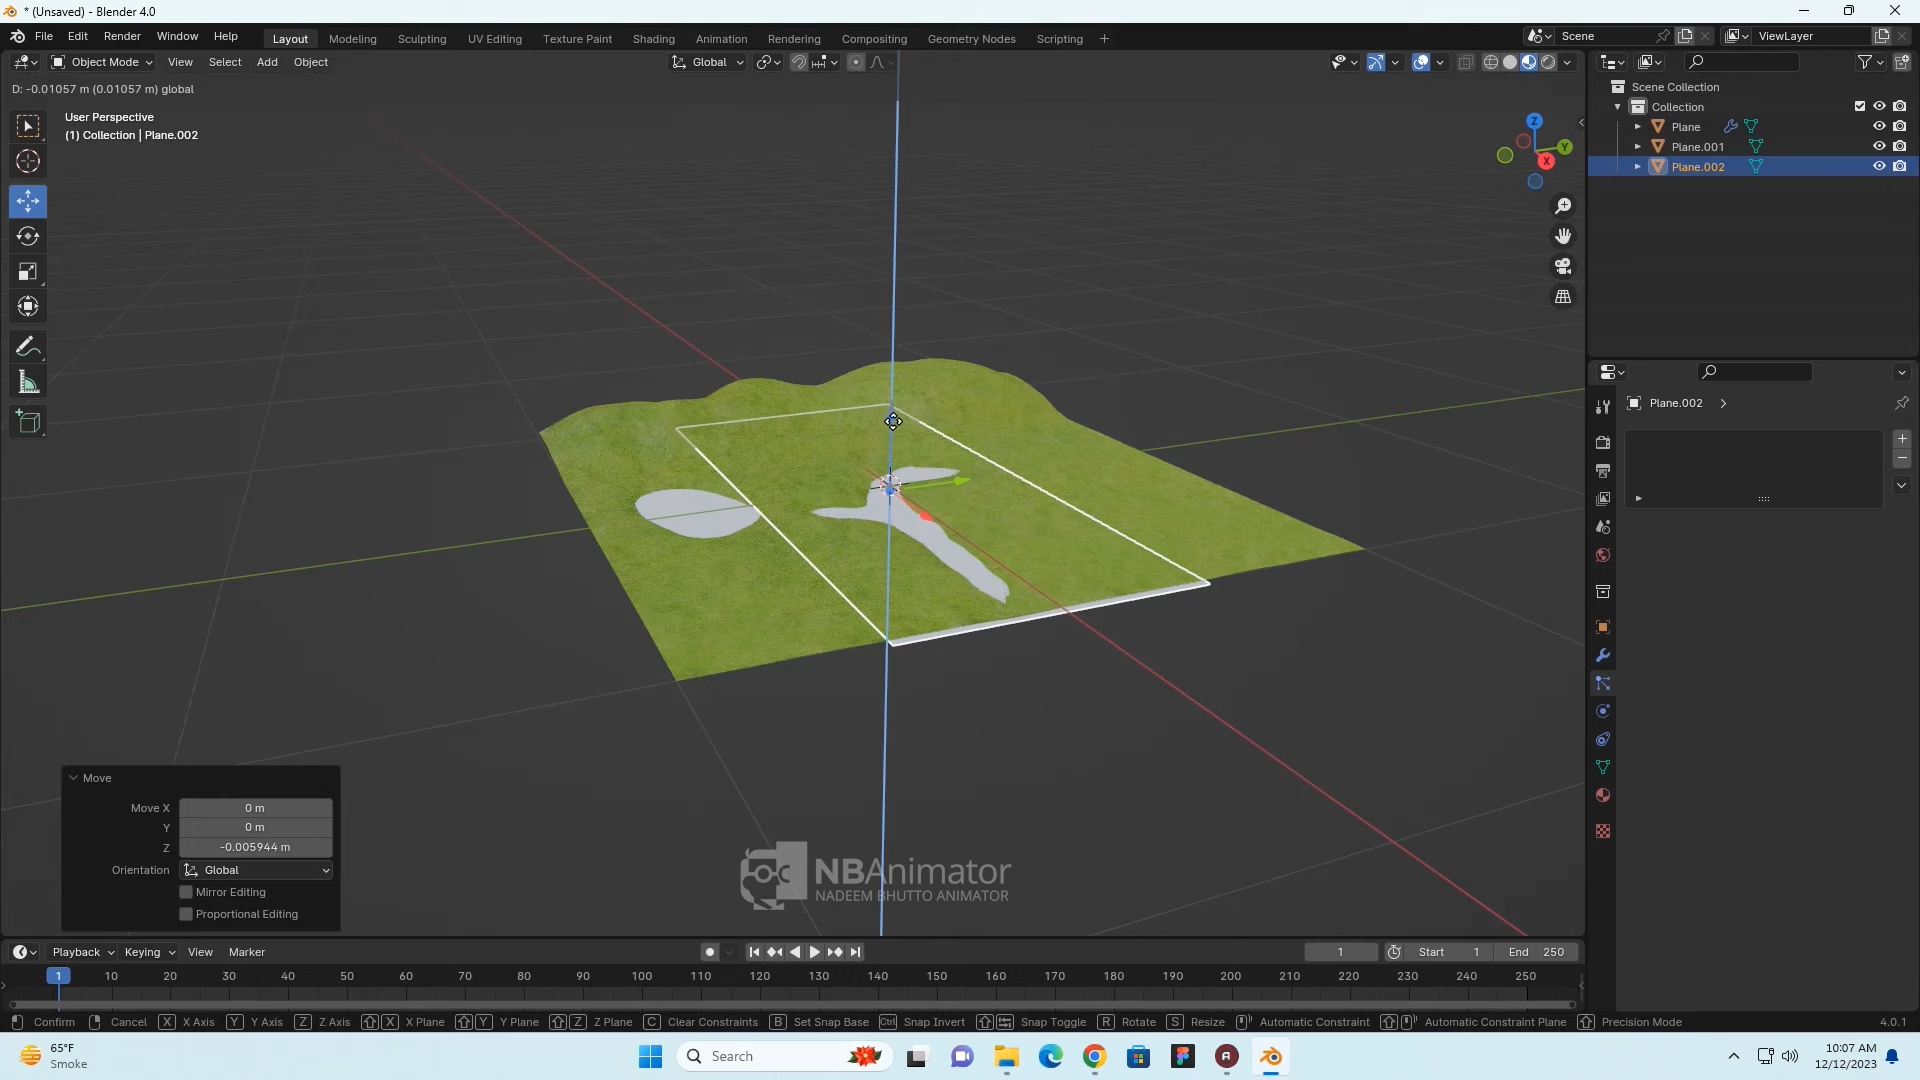 * (Unsaved) - Blender 4.0
File Edit Render Window Help
Layout Modeling Sculpting UV Editing Texture Paint Shading Animation Rendering Compositing Geometry Nodes Scripting +
Scene
ViewLayer
Object Mode View Select Add Object
Global
D: -0.01057 m (0.01057 m) global
User Perspective
(1) Collection | Plane.002
Z
Y
X
Scene Collection
Collection
Plane
Plane.001
Plane.002
Plane.002
Move
Move X 0 m
Y 0 m
Z -0.005944 m
Orientation Global
Mirror Editing
Proportional Editing
NBAnimator
NADEEM BHUTTO ANIMATOR
Playback Keying View Marker
1 Start 1 End 250
1 10 20 30 40 50 60 70 80 90 100 110 120 130 140 150 160 170 180 190 200 210 220 230 240 250
Confirm Cancel X X Axis Y Y Axis Z Z Axis X X Plane Y Y Plane Z Z Plane C Clear Constraints B Set Snap Base Ctrl Snap Invert Snap Toggle R Rotate S Resize Automatic Constraint Automatic Constraint Plane Precision Mode 4.0.1
65°F
Smoke
Search
10:07 AM
12/12/2023